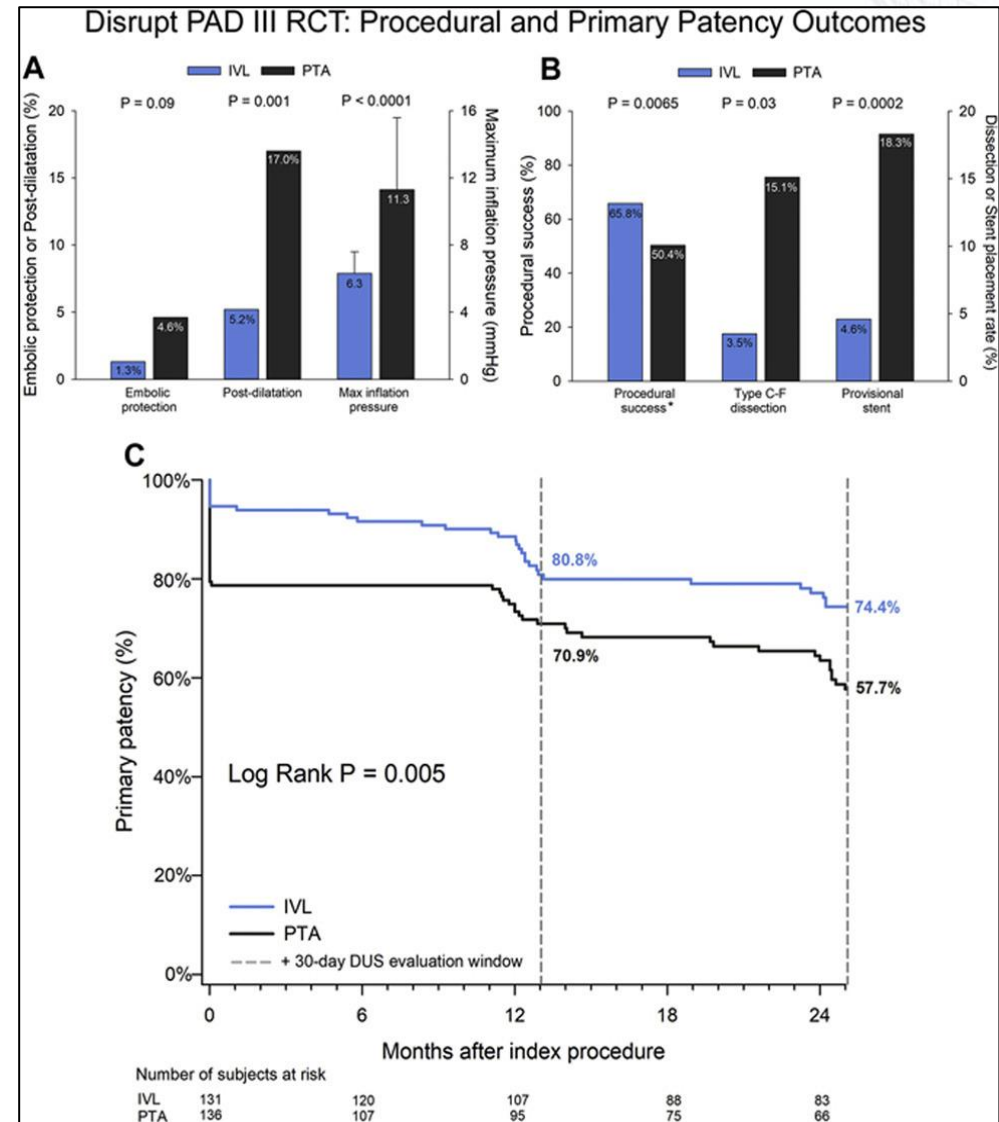 Disrupt PAD III RCT: Procedural and Primary Patency Outcomes
A
IVL PTA
P = 0.09 P = 0.001 P < 0.0001
Embolic protection or Post-dilatation (%)
20
15
10
5
0
Maximum inflation pressure (mmHg)
16
12
8
4
0
1.3%
4.6%
5.2%
17.0%
6.3
11.3
Embolic
protection
Post-dilatation
Max inflation
pressure
B
IVL PTA
P = 0.0065 P = 0.03 P = 0.0002
Procedural success (%)
100
80
60
40
20
0
Dissection or Stent placement rate (%)
20
15
10
5
0
65.8%
50.4%
3.5%
15.1%
4.6%
18.3%
Procedural
success*
Type C-F
dissection
Provisional
stent
C
Primary patency (%)
100%
80%
60%
40%
20%
0%
80.8%
70.9%
74.4%
57.7%
Log Rank P = 0.005
IVL
PTA
+ 30-day DUS evaluation window
0 6 12 18 24
Months after index procedure
Number of subjects at risk
IVL 131 120 107 88 83
PTA 136 107 95 75 66